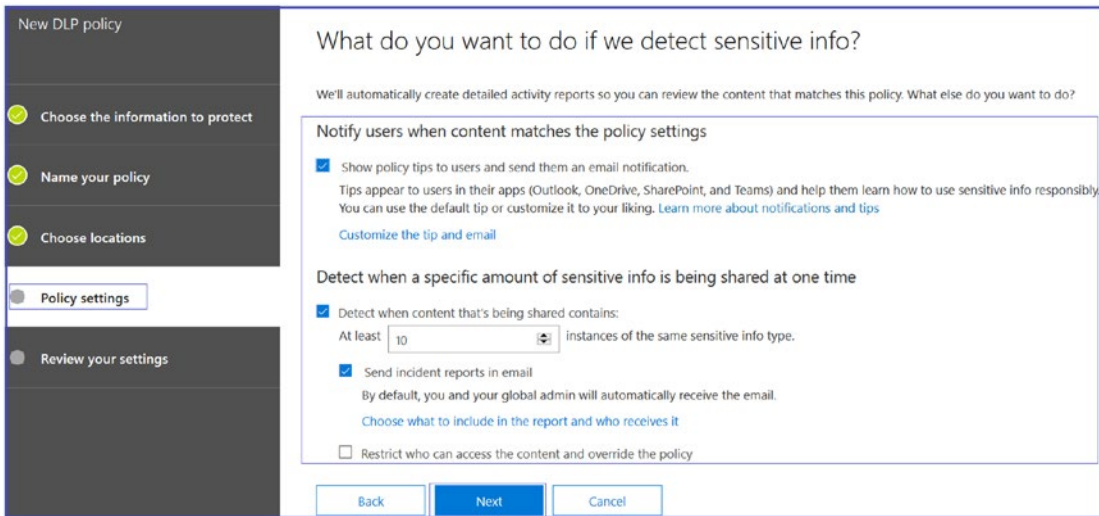 New DLP policy
Choose the information to protect
Name your policy
Choose locations
Policy settings
Review your settings
What do you want to do if we detect sensitive info?
We'll automatically create detailed activity reports so you can review the content that matches this policy. What else do you want to do?
Notify users when content matches the policy settings
Show policy tips to users and send them an email notification.
Tips appear to users in their apps (Outlook, OneDrive, SharePoint, and Teams) and help them learn how to use sensitive info responsibly.
You can use the default tip or customize it to your liking. Learn more about notifications and tips
Customize the tip and email
Detect when a specific amount of sensitive info is being shared at one time
Detect when content that's being shared contains:
At least 10 instances of the same sensitive info type.
Send incident reports in email
By default, you and your global admin will automatically receive the email.
Choose what to include in the report and who receives it
Restrict who can access the content and override the policy
Back Next Cancel